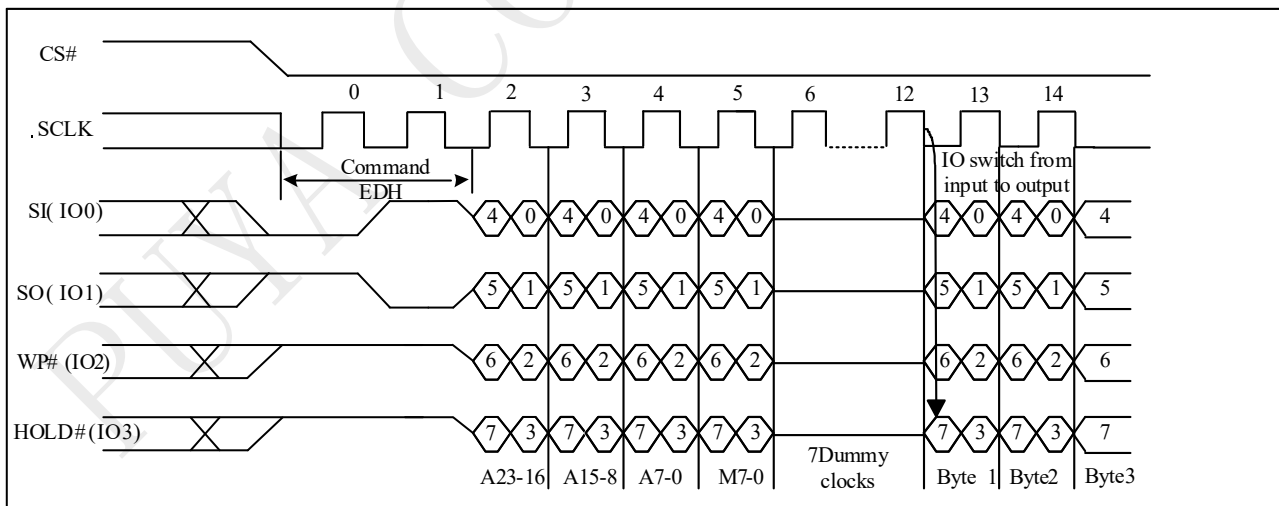 PUYA CO
CS#
0 1 2 3 4 5 6 12 13 14
.SCLK
Command
EDH
IO switch from
input to output
SI( IO0)
4 0 4 0 4 0 4 0 4 0 4 0 4
SO ( IO1)
5 1 5 1 5 1 5 1 5 1 5 1 5
WP# (IO2)
6 2 6 2 6 2 6 2 6 2 6 2 6
HOLD# (IO3)
7 3 7 3 7 3 7 3 7 3 7 3 7
7Dummy
clocks
A23-16 A15-8 A7-0 M7-0 Byte 1 Byte2 Byte3